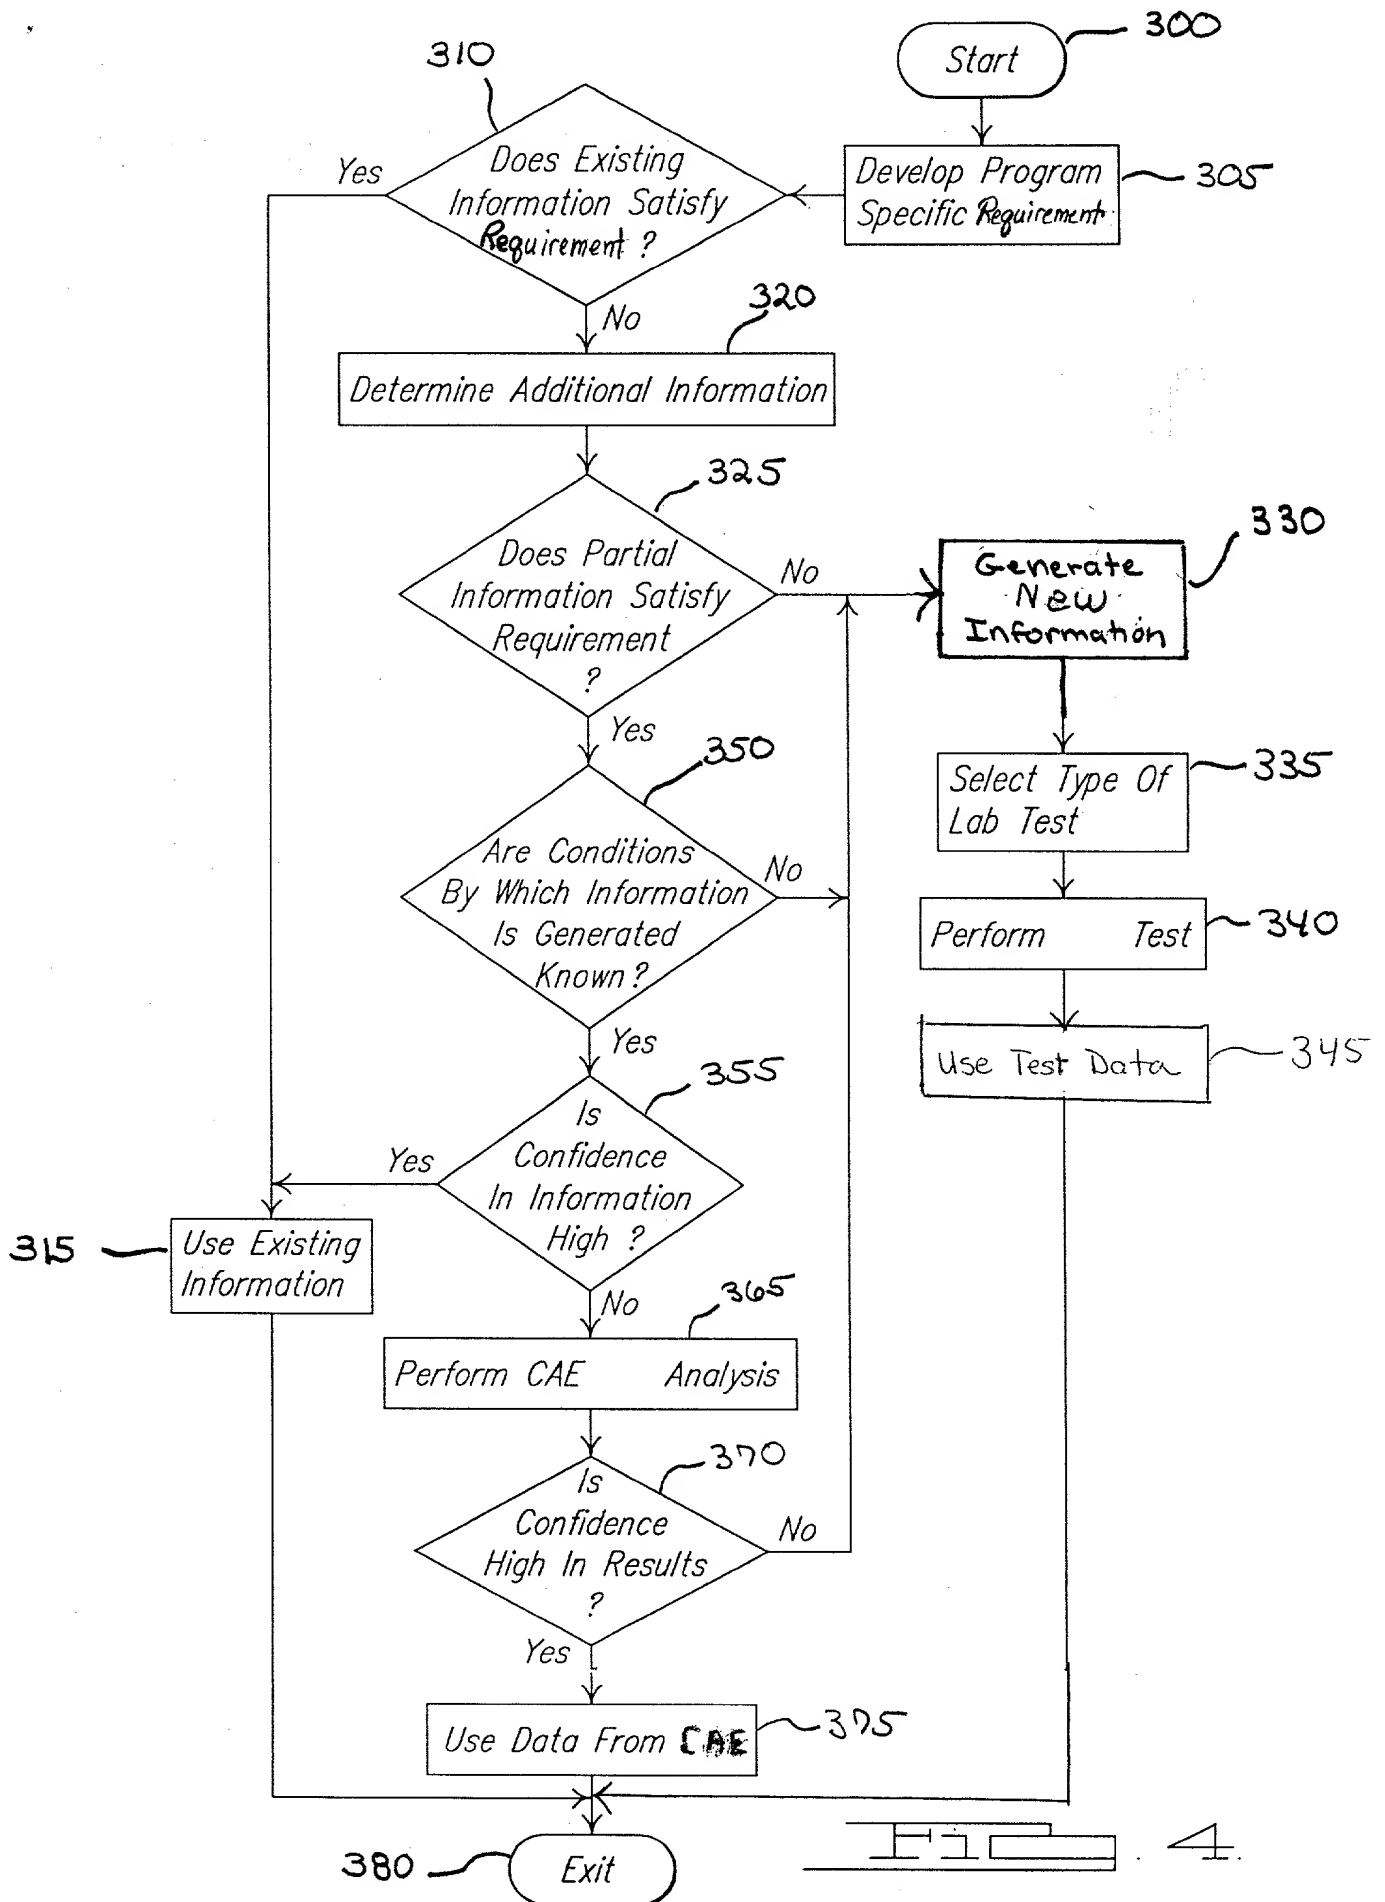 300
Start
310
Does Existing
Information Satisfy
Requirement ?
Yes
Develop Program
Specific Requirement
305
No
320
Determine Additional Information
325
Does Partial
Information Satisfy
Requirement
?
No
330
Generate
New
Information
Yes
350
335
Select Type Of
Lab Test
Are Conditions
By Which Information
Is Generated
Known ?
No
Perform Test
340
Yes
355
Use Test Data
345
Is
Confidence
In Information
High ?
Yes
315
Use Existing
Information
No
365
Perform CAE Analysis
370
Is
Confidence
High In Results
?
No
Yes
Use Data From CAE
375
380
Exit
FIG. 4.